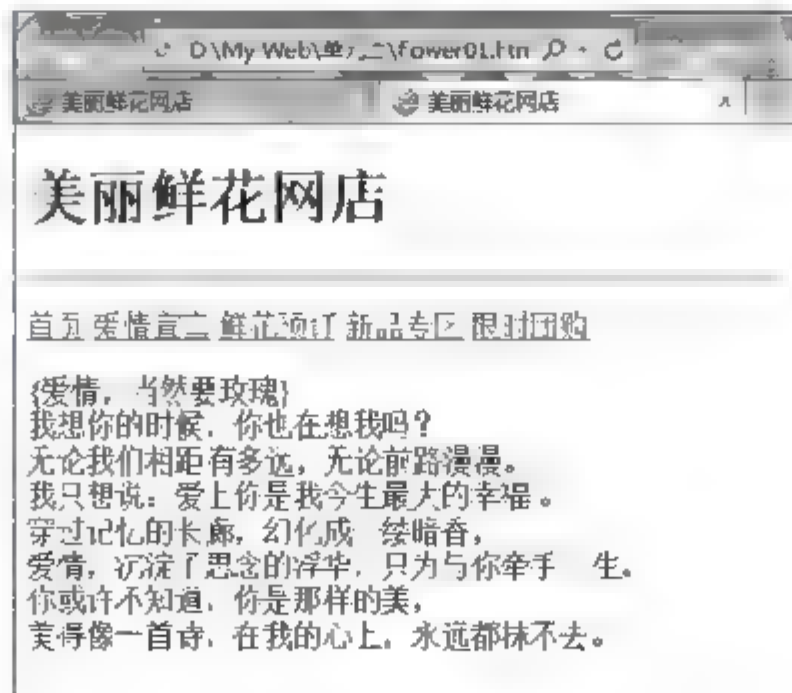 D:\My Web\单元二\flower01.htm
美丽鲜花网店 美丽鲜花网店 x
美丽鲜花网店
首页 爱情宣言 鲜花预订 新品专区 限时团购
{爱情，当然要玫瑰}
我想你的时候，你也在想我吗？
无论我们相距有多远，无论前路漫漫。
我只想说：爱上你是我今生最大的幸福。
穿过记忆的长廊，幻化成 缕暗香，
爱情，沉淀了思念的浮华，只为与你牵手 生。
你或许不知道，你是那样的美，
美得像一首诗，在我的心上，永远都抹不去。